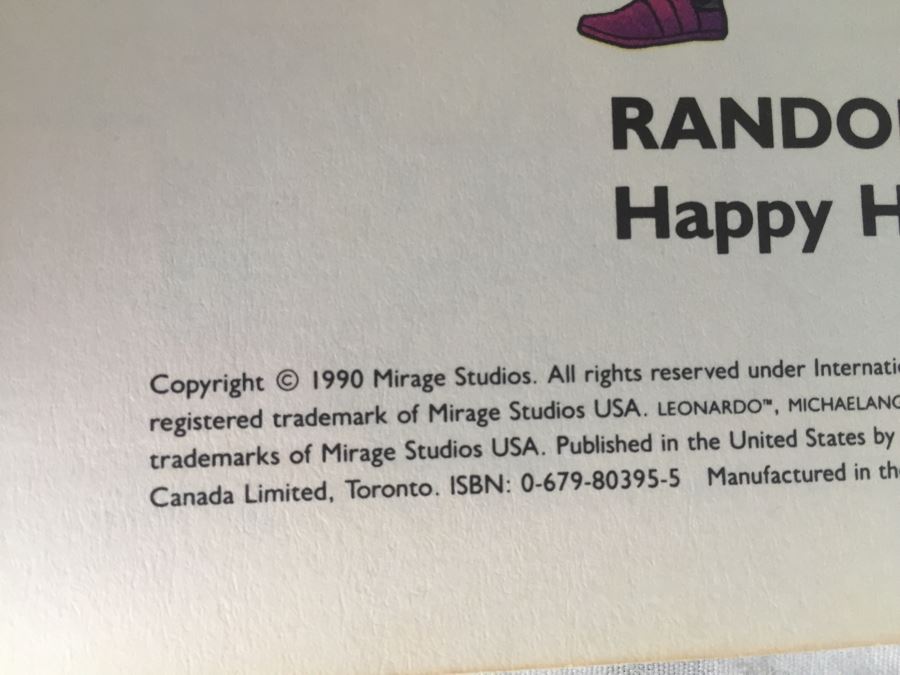 RANDO
Happy H
Copyright © 1990 Mirage Studios. All rights reserved under Internati
registered trademark of Mirage Studios USA. LEONARDO™, MICHAELANG
trademarks of Mirage Studios USA. Published in the United States by
Canada Limited, Toronto. ISBN: 0-679-80395-5 Manufactured in th